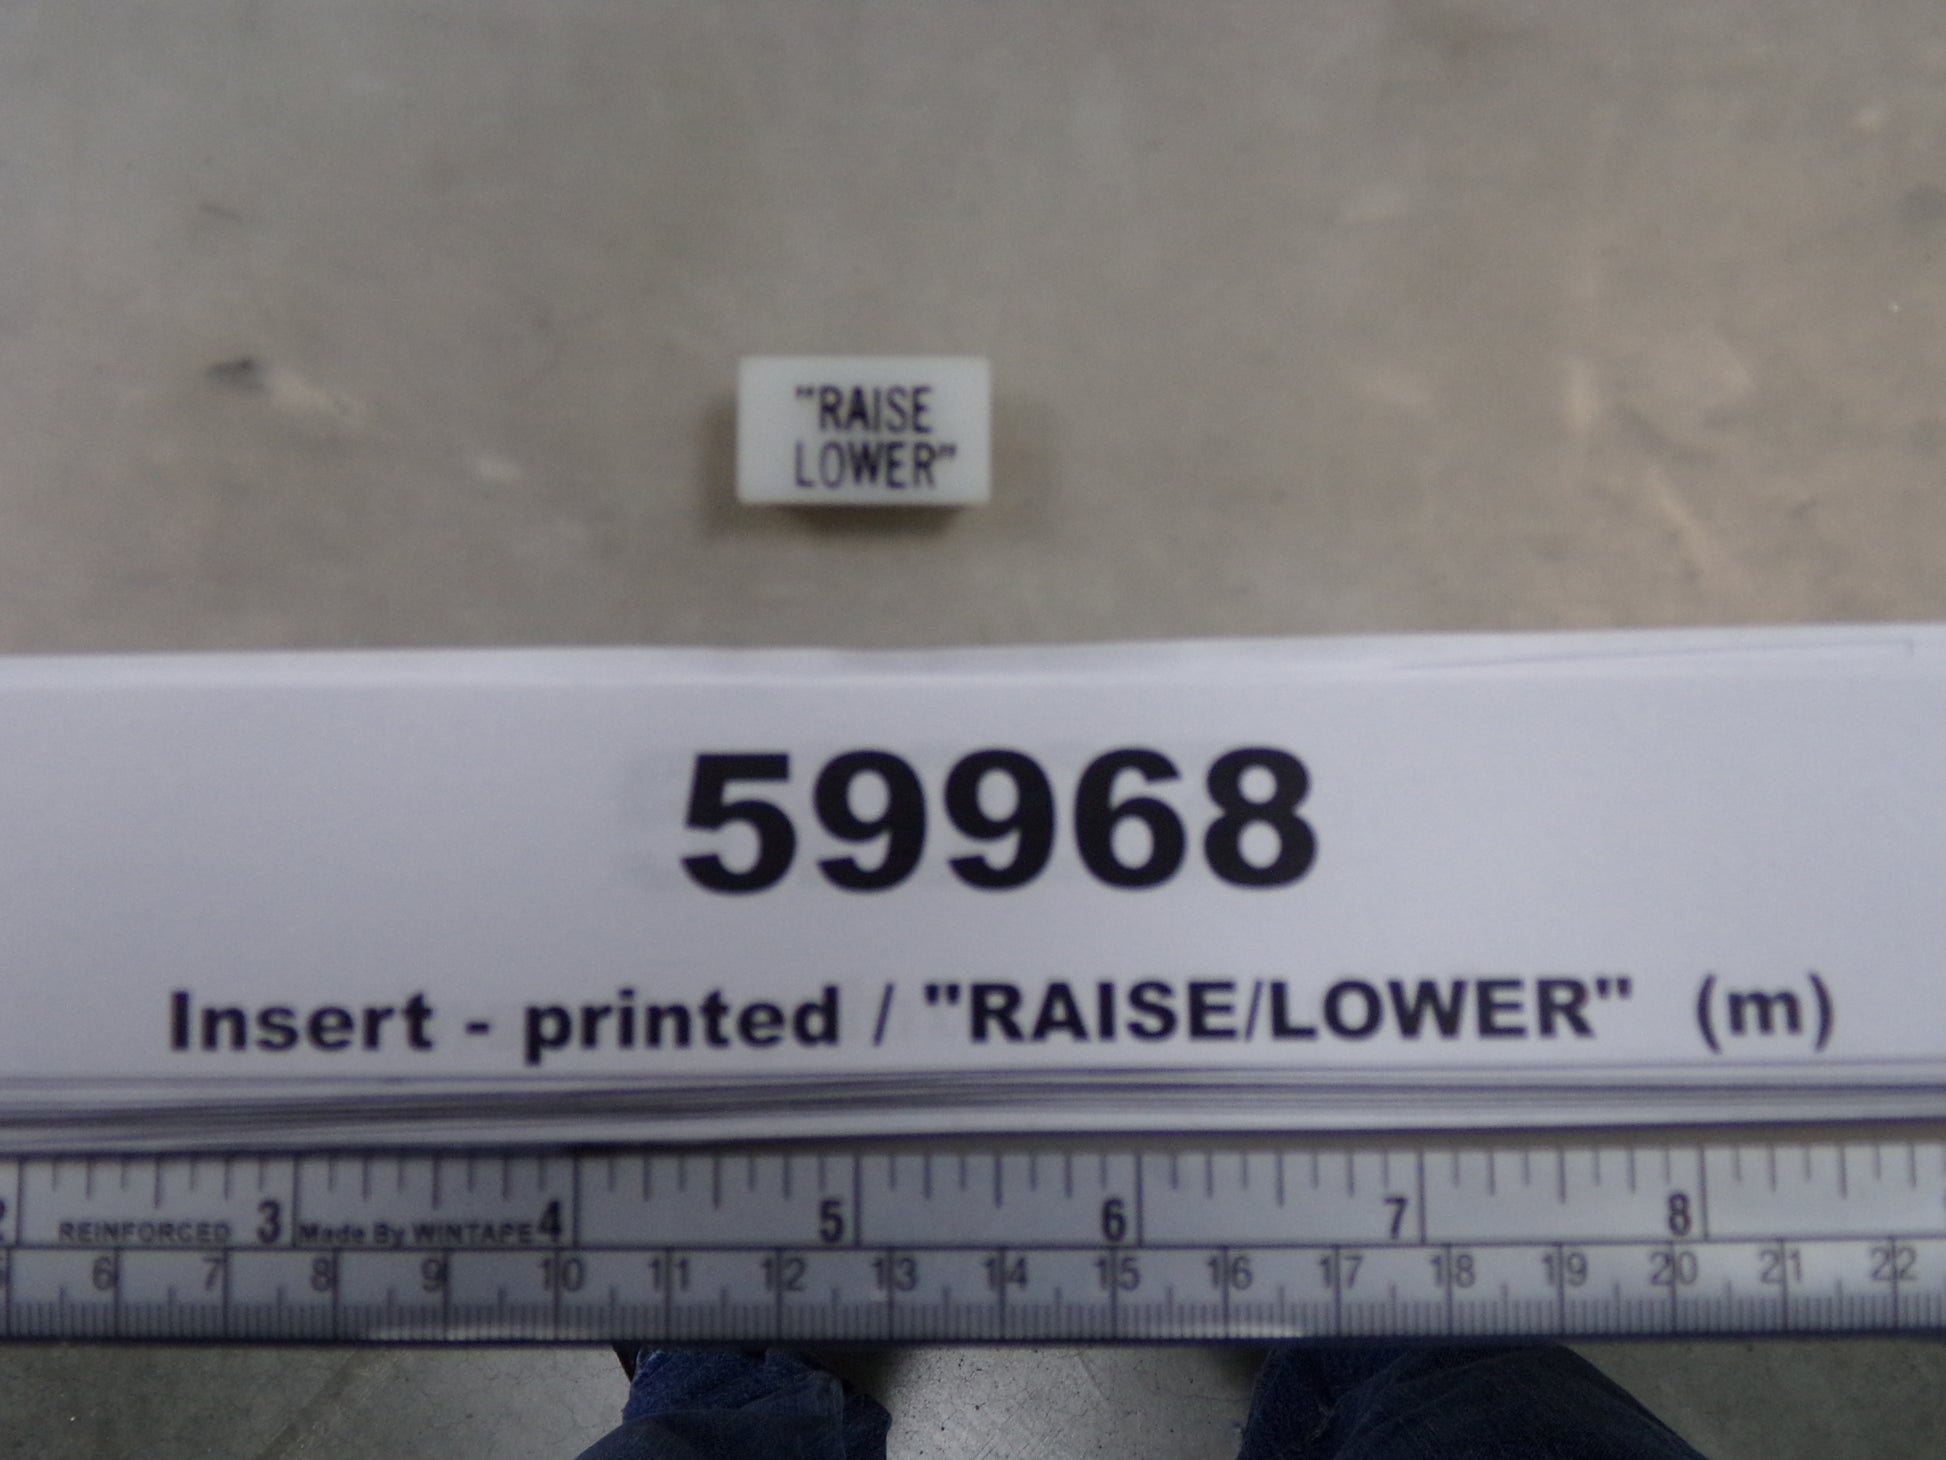 "RAISE
LOWER"
59968
Insert - printed / "RAISE/LOWER" (m)
2 REINFORCED 3 Made By WINTAPE 4 5 6 7 8
6 7 8 9 10 11 12 13 14 15 16 17 18 19 20 21 22